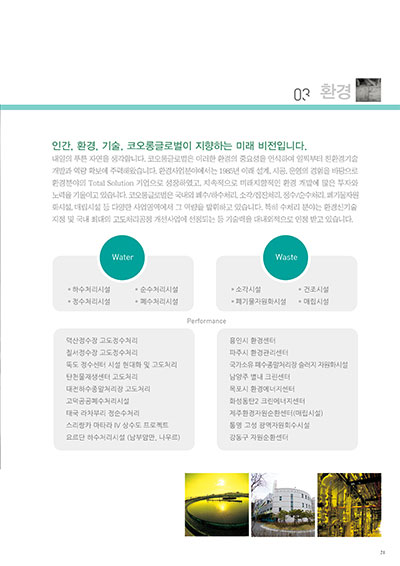 03 환경
인간, 환경, 기술, 코오롱글로벌이 지향하는 미래 비전입니다.
내일의 푸른 자연을 생각합니다. 코오롱글로벌은 이러한 환경의 중요성을 인식하여 일찍부터 친환경기술
개발과 역량 확보에 주력해왔습니다. 환경사업분야에서는 1985년 이래 설계, 시공, 운영의 경험을 바탕으로
환경분야의 Total Solution 기업으로 성장하였고, 지속적으로 미래지향적인 환경 개발에 많은 투자와
노력을 기울이고 있습니다. 코오롱글로벌은 국내외 폐수/하수처리, 소각/집진처리, 정수/순수처리, 폐기물자원
화시설, 매립시설 등 다양한 사업영역에서 그 역량을 발휘하고 있습니다. 특히 수처리 분야는 환경신기술
지정 및 국내 최대의 고도처리공정 개선사업에 선정되는 등 기술력을 대내외적으로 인정 받고 있습니다.
Water
• 하수처리시설 • 순수처리시설
• 정수처리시설 • 폐수처리시설
Waste
• 소각시설 • 건조시설
• 폐기물자원화시설 • 매립시설
Performance
덕산정수장 고도정수처리
칠서정수장 고도정수처리
뚝도 정수센터 시설 현대화 및 고도처리
탄천물재생센터 고도처리
대전하수종말처리장 고도처리
고덕공공폐수처리시설
태국 라차부리 정순수처리
스리랑카 마타라 IV 상수도 프로젝트
요르단 하수처리시설 (남부암만, 나우르)
용인시 환경센터
파주시 환경관리센터
국가소유 폐수종말처리장 슬러지 자원화시설
남양주 별내 크린센터
목포시 환경에너지센터
화성동탄2 크린에너지센터
제주환경자원순환센터(매립시설)
통영 고성 광역자원회수시설
강동구 자원순환센터